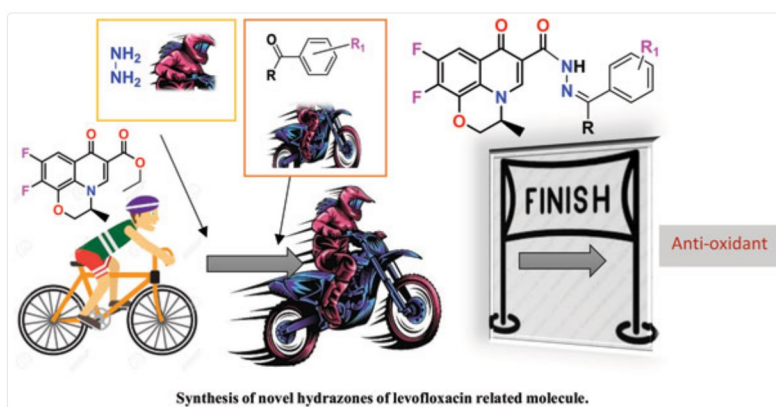 NH₂
NH₂
O
R
R₁
F
F
O
O
N
O
NH
N
R
R₁
F
F
O
O
O
N
O
FINISH
Anti-oxidant
Synthesis of novel hydrazones of levofloxacin related molecule.